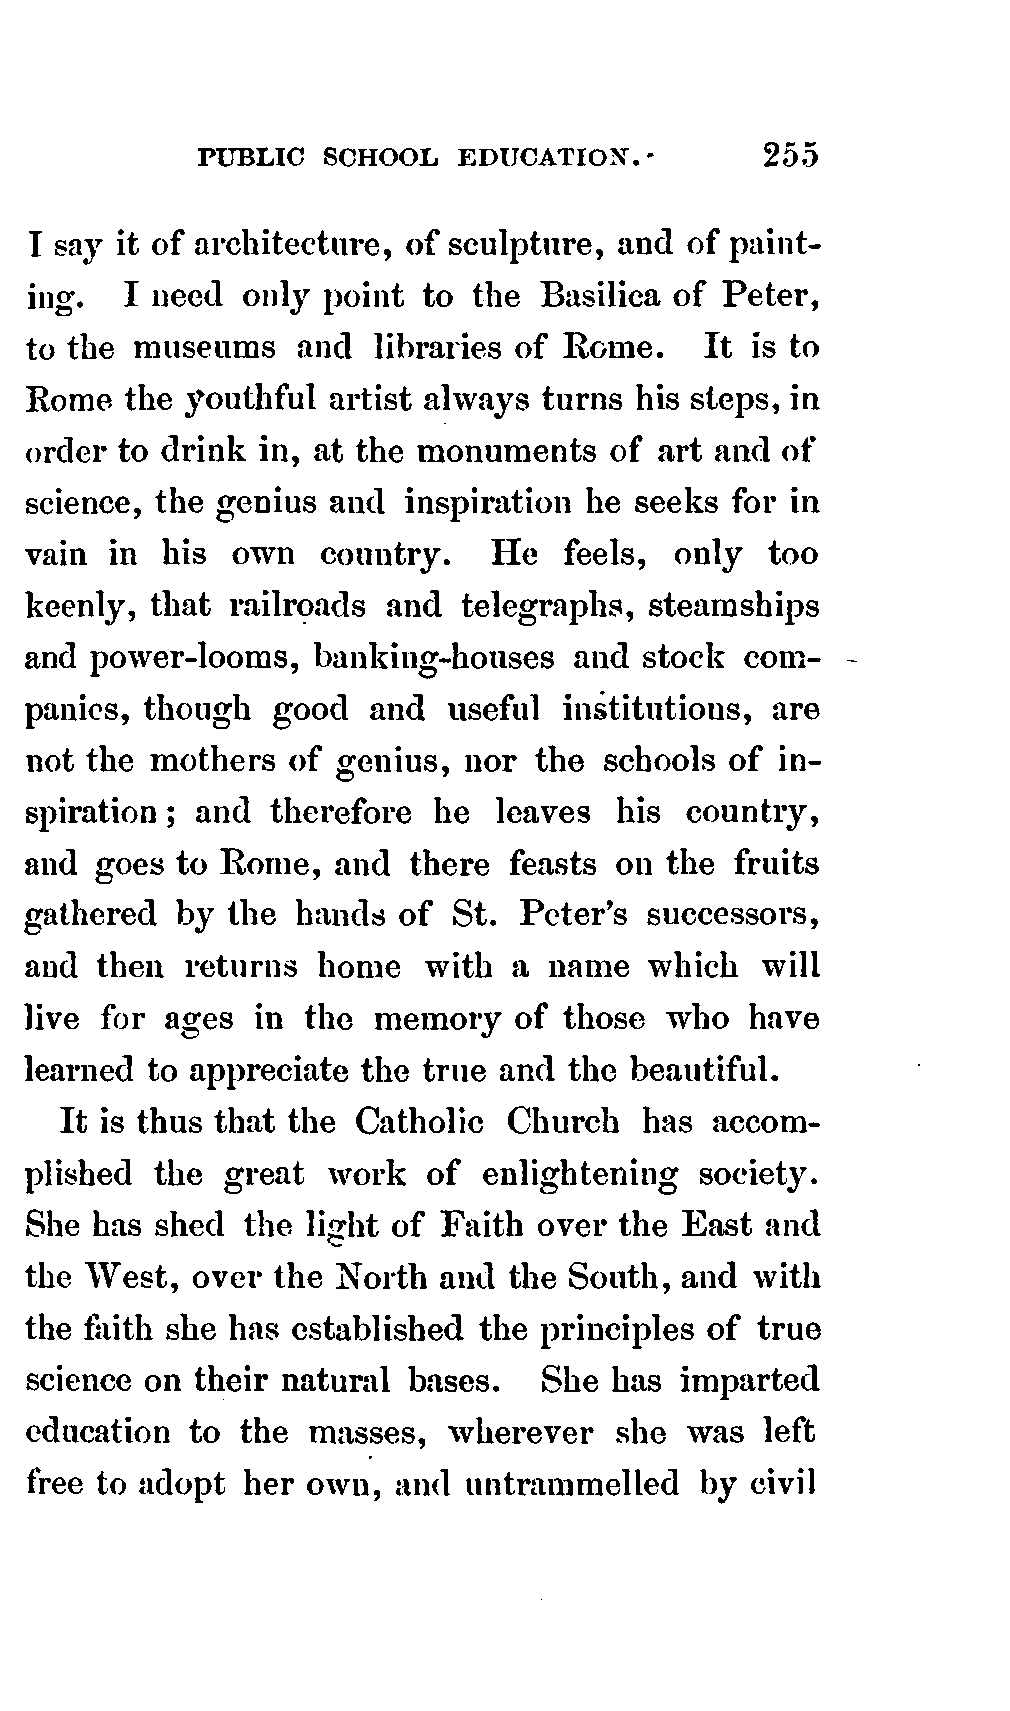 PUBLIC SCHOOL EDUCATION. 255
I say it of architecture, of sculpture, and of paint-
ing. I need only point to the Basilica of Peter,
to the museums and libraries of Rome. It is to
Rome the youthful artist always turns his steps, in
order to drink in, at the monuments of art and of
science, the genius and inspiration he seeks for in
vain in his own country. He feels, only too
keenly, that railroads and telegraphs, steamships
and power-looms, banking-houses and stock com-
panies, though good and useful institutions, are
not the mothers of genius, nor the schools of in-
spiration; and therefore he leaves his country,
and goes to Rome, and there feasts on the fruits
gathered by the hands of St. Peter's successors,
and then returns home with a name which will
live for ages in the memory of those who have
learned to appreciate the true and the beautiful.
It is thus that the Catholic Church has accom-
plished the great work of enlightening society.
She has shed the light of Faith over the East and
the West, over the North and the South, and with
the faith she has established the principles of true
science on their natural bases. She has imparted
education to the masses, wherever she was left
free to adopt her own, and untrammelled by civil